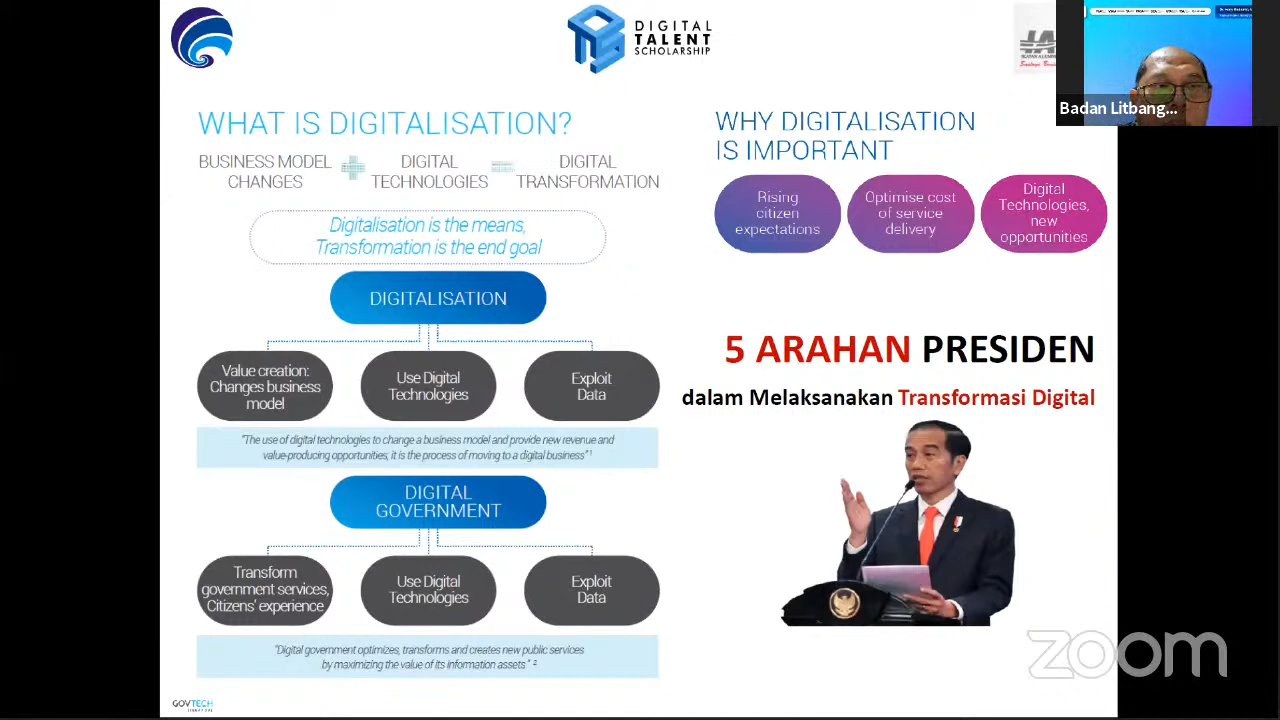 DIGITAL
TALENT
SCHOLARSHIP
Badan Litbang...
WHAT IS DIGITALISATION?
BUSINESS MODEL
CHANGES
DIGITAL
TECHNOLOGIES
DIGITAL
TRANSFORMATION
Digitalisation is the means,
Transformation is the end goal
DIGITALISATION
Value creation:
Changes business
model
Use Digital
Technologies
Exploit
Data
"The use of digital technologies to change a business model and provide new revenue and
value-producing opportunities; it is the process of moving to a digital business" 1
DIGITAL
GOVERNMENT
Transform
government services,
Citizens' experience
Use Digital
Technologies
Exploit
Data
"Digital government optimizes, transforms and creates new public services
by maximizing the value of its information assets." 2
GOVTECH
WHY DIGITALISATION
IS IMPORTANT
Rising
citizen
expectations
Optimise cost
of service
delivery
Digital
Technologies,
new
opportunities
5 ARAHAN PRESIDEN
dalam Melaksanakan Transformasi Digital
zoom